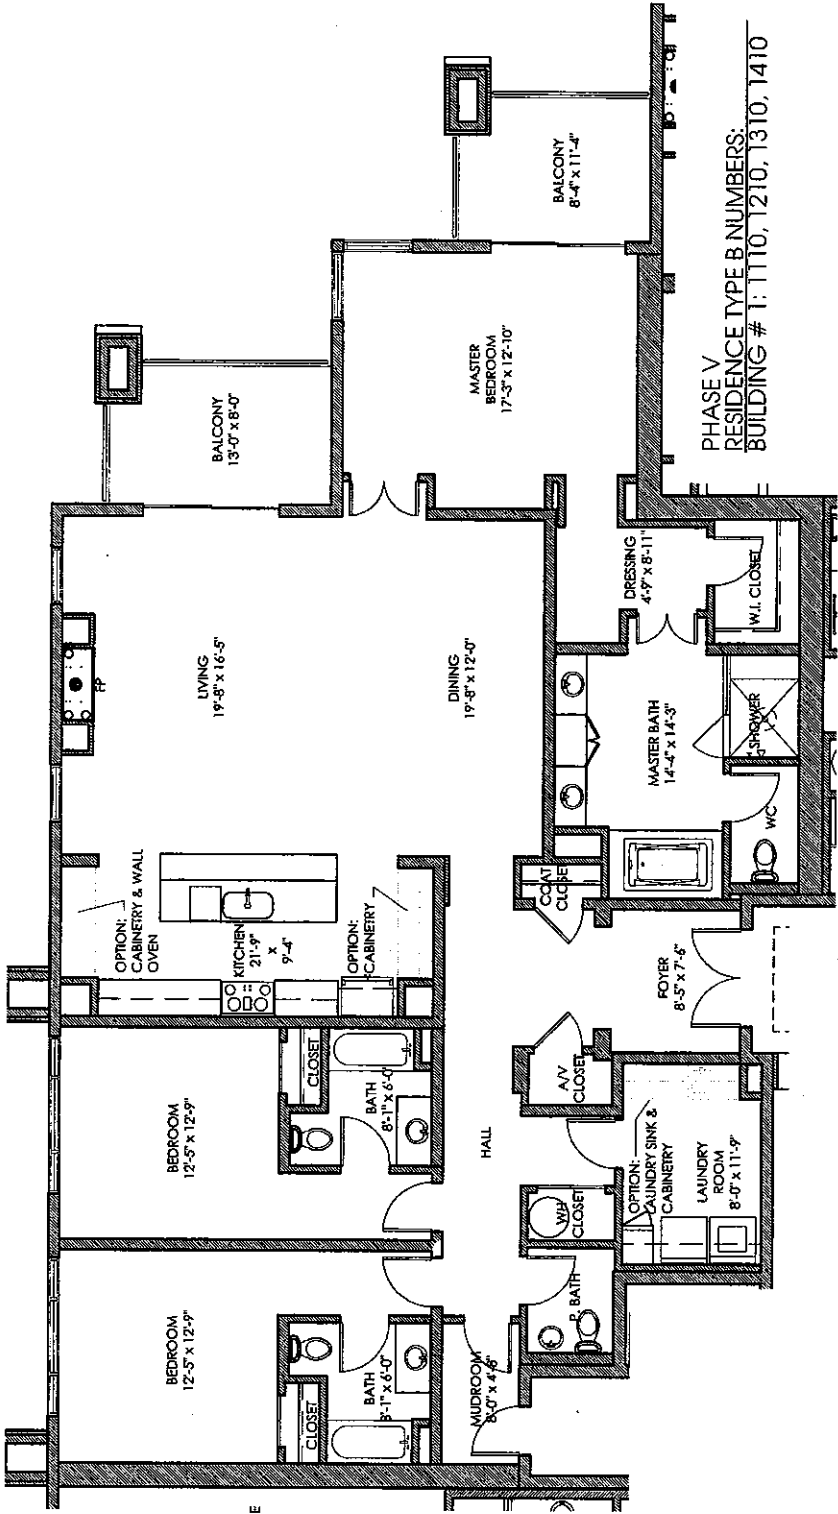 BALCONY
8'-4" x 11'-4"
BALCONY
13'-0" x 8'-0"
MASTER
BEDROOM
17'-3" x 12'-10"
PHASE V
RESIDENCE TYPE B NUMBERS:
BUILDING # 1: 1110, 1210, 1310, 1410
FP
LIVING
19'-8" x 16'-5"
DINING
19'-8" x 12'-0"
DRESSING
4'-9" x 8'-11"
W.I. CLOSET
MASTER BATH
14'-4" x 14'-3"
SHOWER
WC
OPTION:
CABINETRY & WALL
OVEN
KITCHEN
21'-9"
x
9'-4"
OPTION:
CABINETRY
COAT
CLOSET
FOYER
8'-5" x 7'-6"
A/V
CLOSET
BEDROOM
12'-5" x 12'-9"
CLOSET
BATH
8'-1" x 6'-0"
HALL
WH
CLOSET
OPTION:
LAUNDRY SINK &
CABINETRY
LAUNDRY
ROOM
8'-0" x 11'-9"
BEDROOM
12'-5" x 12'-9"
CLOSET
BATH
8'-1" x 6'-0"
MUDROOM
8'-0" x 4'-8"
P. BATH
E